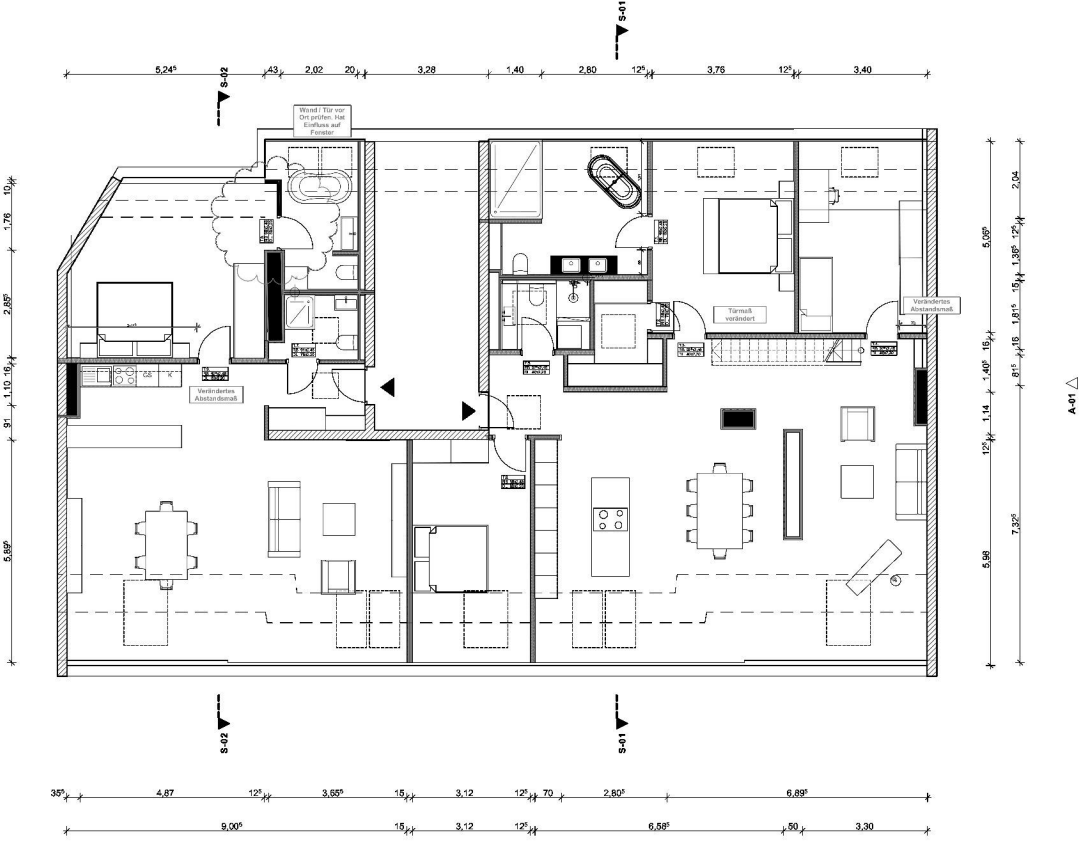 S-01
S-02
5,24⁵
43
2,02
20
3,28
1,40
2,80
12⁵
3,76
12⁵
3,40
Wand / Tür vor
Ort prüfen. Hat
Einfluss auf
Fenster
10
1,76
2,85⁵
16
1,10
91
5,89⁵
Türmaß
verändert
Verändertes
Abstandsmaß
Verändertes
Abstandsmaß
GS
K
5,06⁵
16
1,40⁵
1,14
12⁵
5,98
2,04
12⁵
1,36⁵
15
1,81⁵
16
81⁵
7,32⁵
A-01
S-02
S-01
35⁵
4,87
12⁵
3,65⁵
15
3,12
12⁵
70
2,80⁵
6,89⁵
9,00⁵
15
3,12
12⁵
6,58⁵
50
3,30